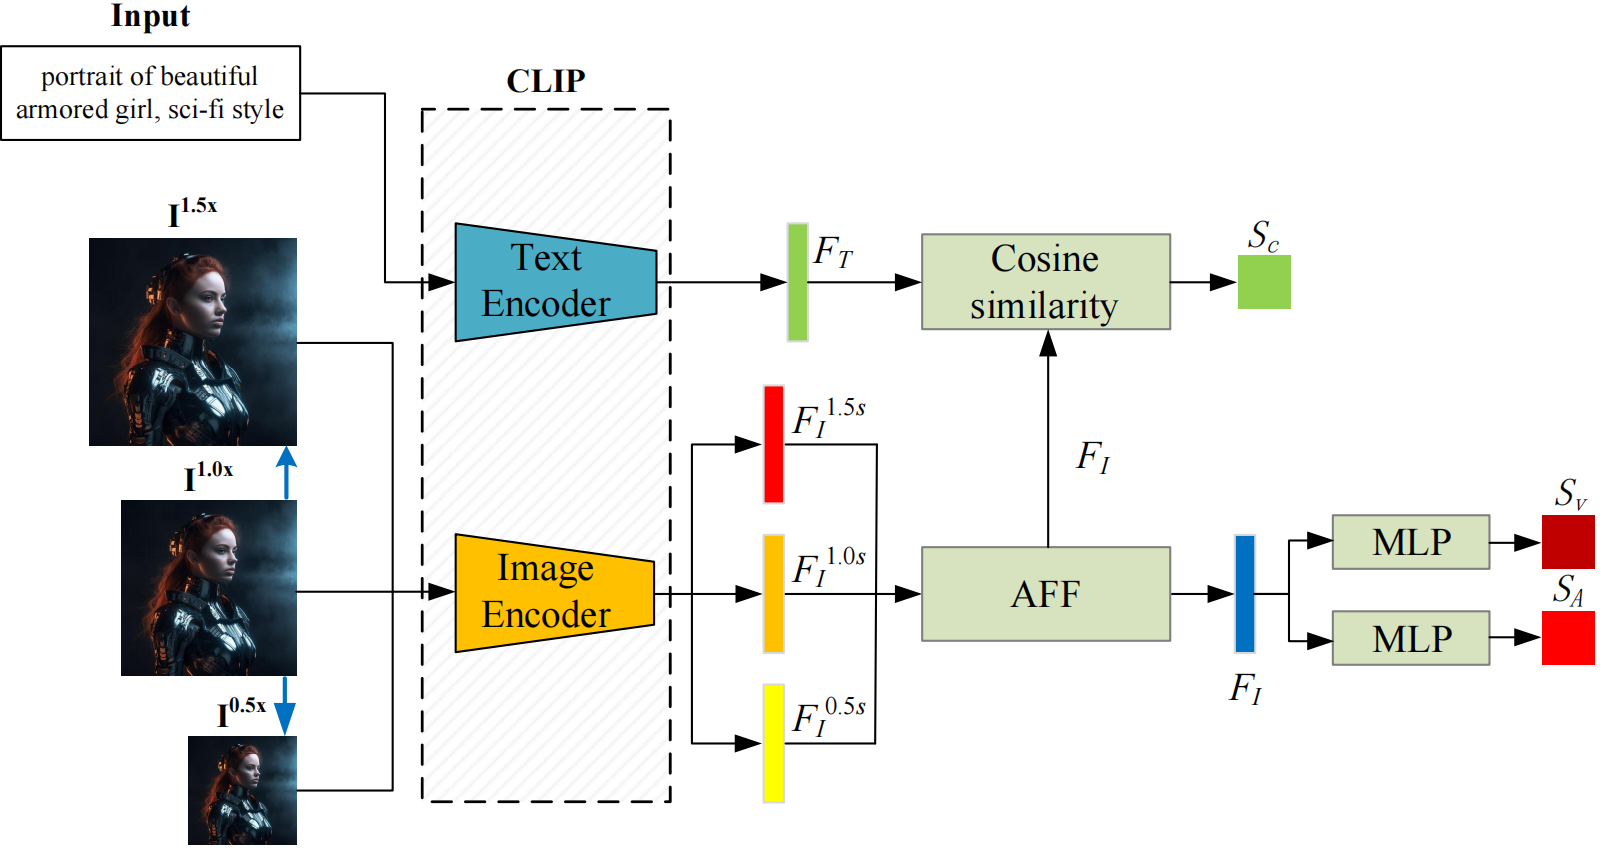 Input
portrait of beautiful
armored girl, sci-fi style
CLIP
I^1.5x
I^1.0x
I^0.5x
Text
Encoder
Image
Encoder
F_T
F_I^1.5s
F_I^1.0s
F_I^0.5s
Cosine
similarity
S_c
F_I
AFF
F_I
MLP
S_v
MLP
S_A